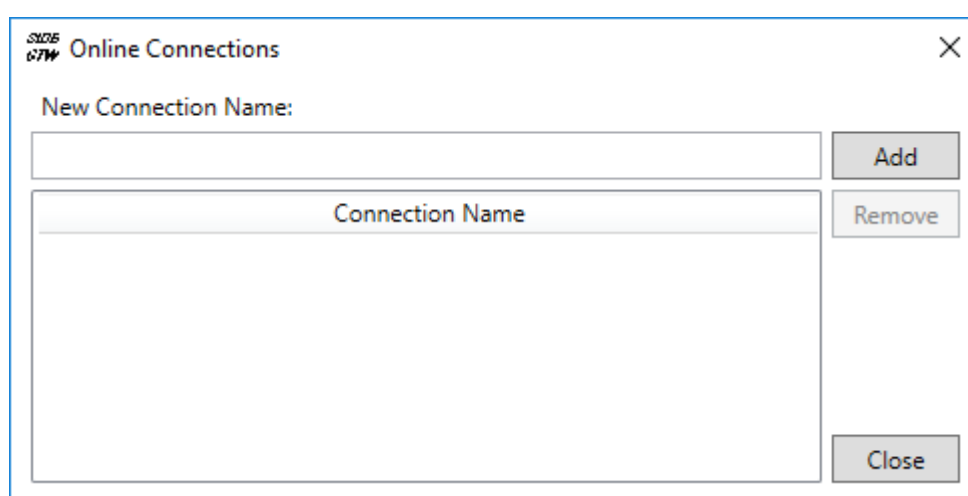 Online Connections
New Connection Name:
Add
Connection Name
Remove
Close